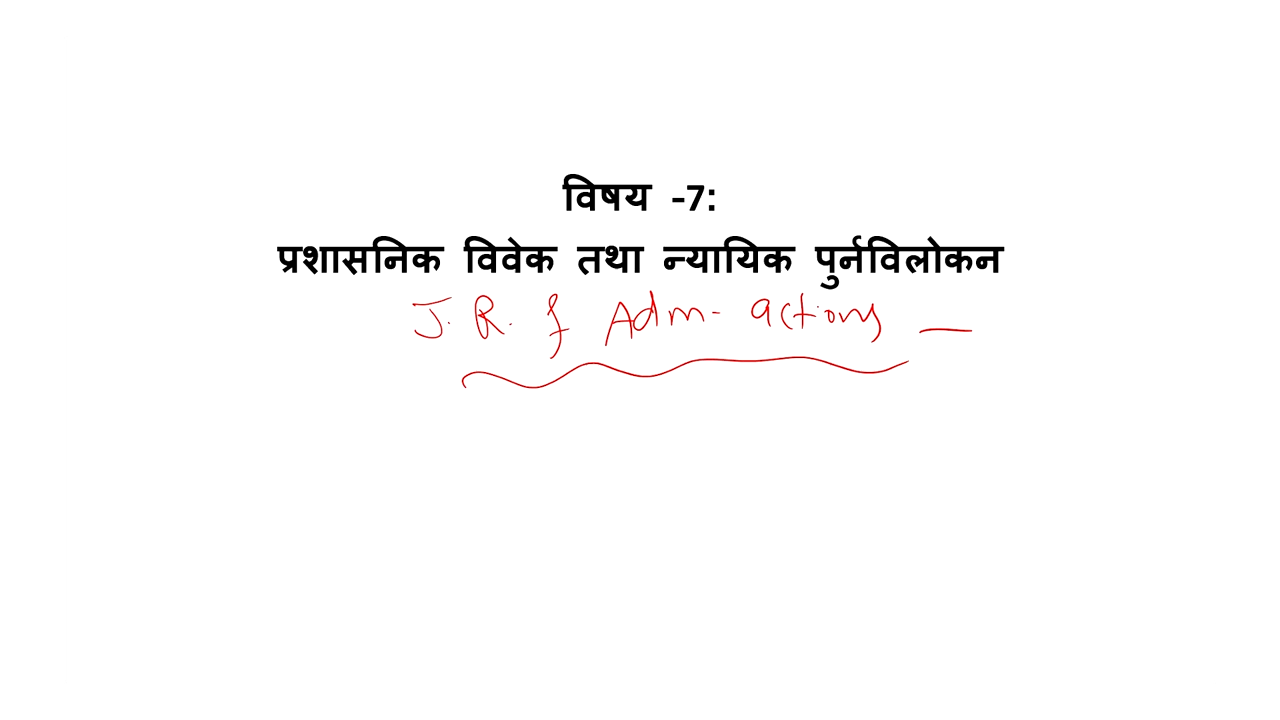 विषय -7:
प्रशासनिक विवेक तथा न्यायिक पुर्नविलोकन
J. R. of Adm- actions —